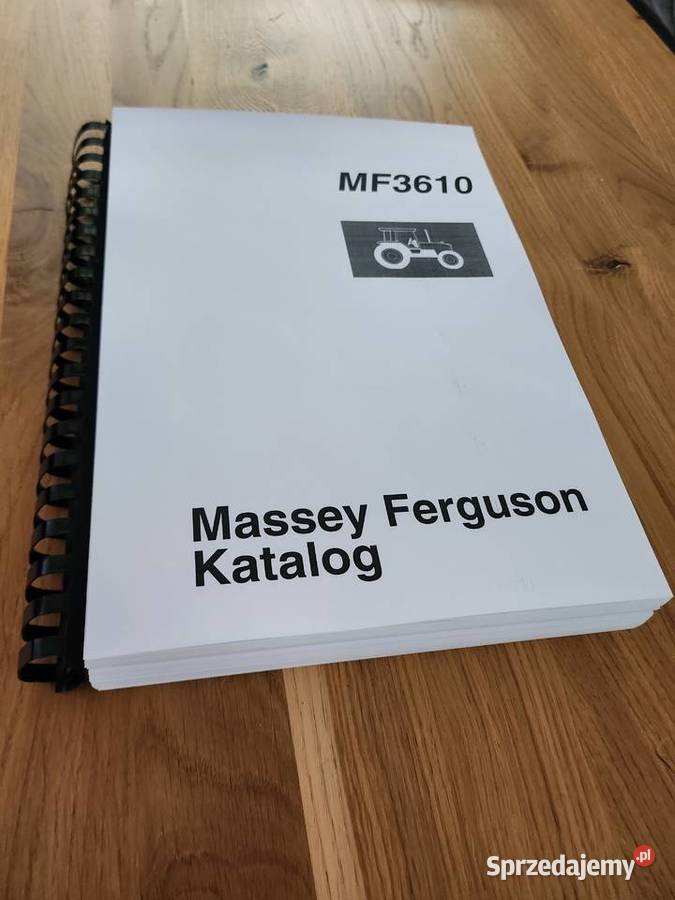 MF3610
Massey Ferguson
Katalog
Sprzedajemy.pl